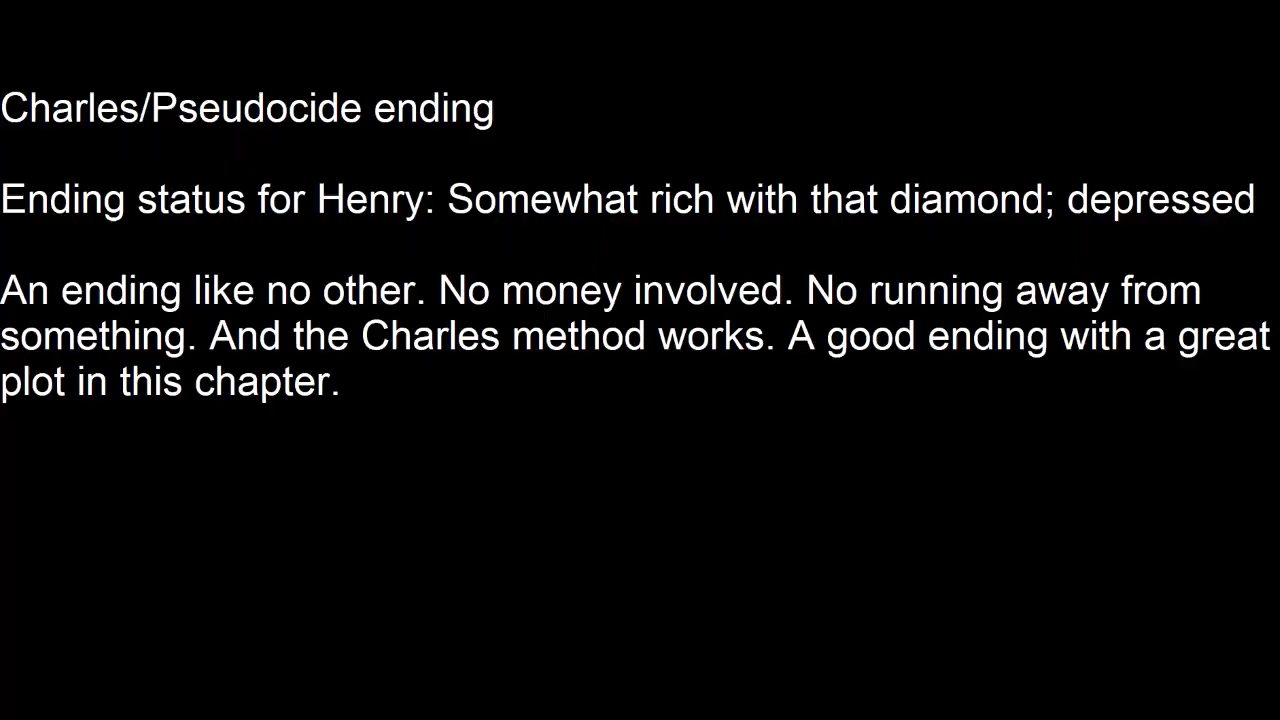 Charles/Pseudocide ending
Ending status for Henry: Somewhat rich with that diamond; depressed
An ending like no other. No money involved. No running away from
something. And the Charles method works. A good ending with a great
plot in this chapter.